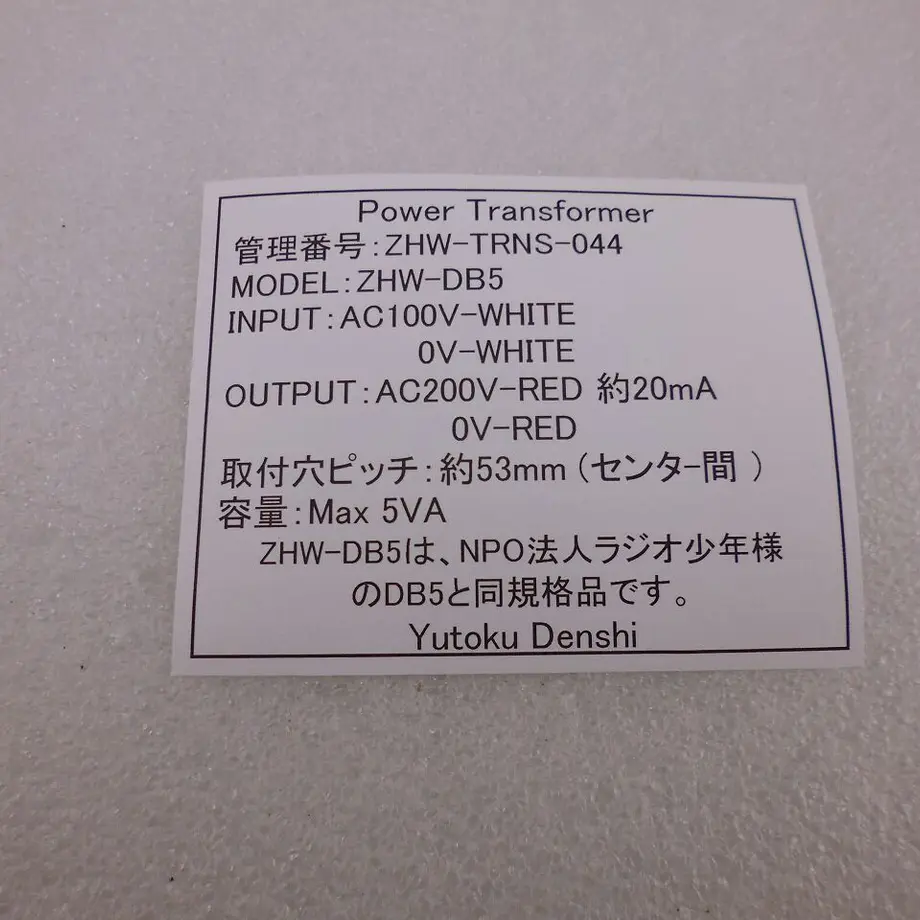 Power Transformer
管理番号:ZHW-TRNS-044
MODEL:ZHW-DB5
INPUT:AC100V-WHITE
0V-WHITE
OUTPUT:AC200V-RED 約20mA
0V-RED
取付穴ピッチ:約53mm(センタ-間 )
容量:Max 5VA
ZHW-DB5は、NPO法人ラジオ少年様
のDB5と同規格品です。
Yutoku Denshi